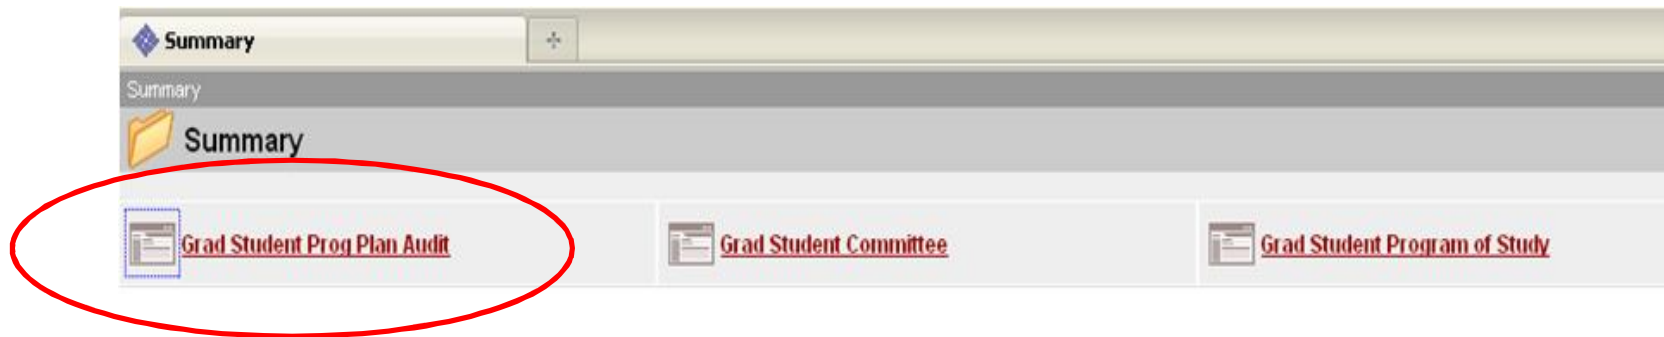 Summary
Summary
Summary
Grad Student Prog Plan Audit
Grad Student Committee
Grad Student Program of Study